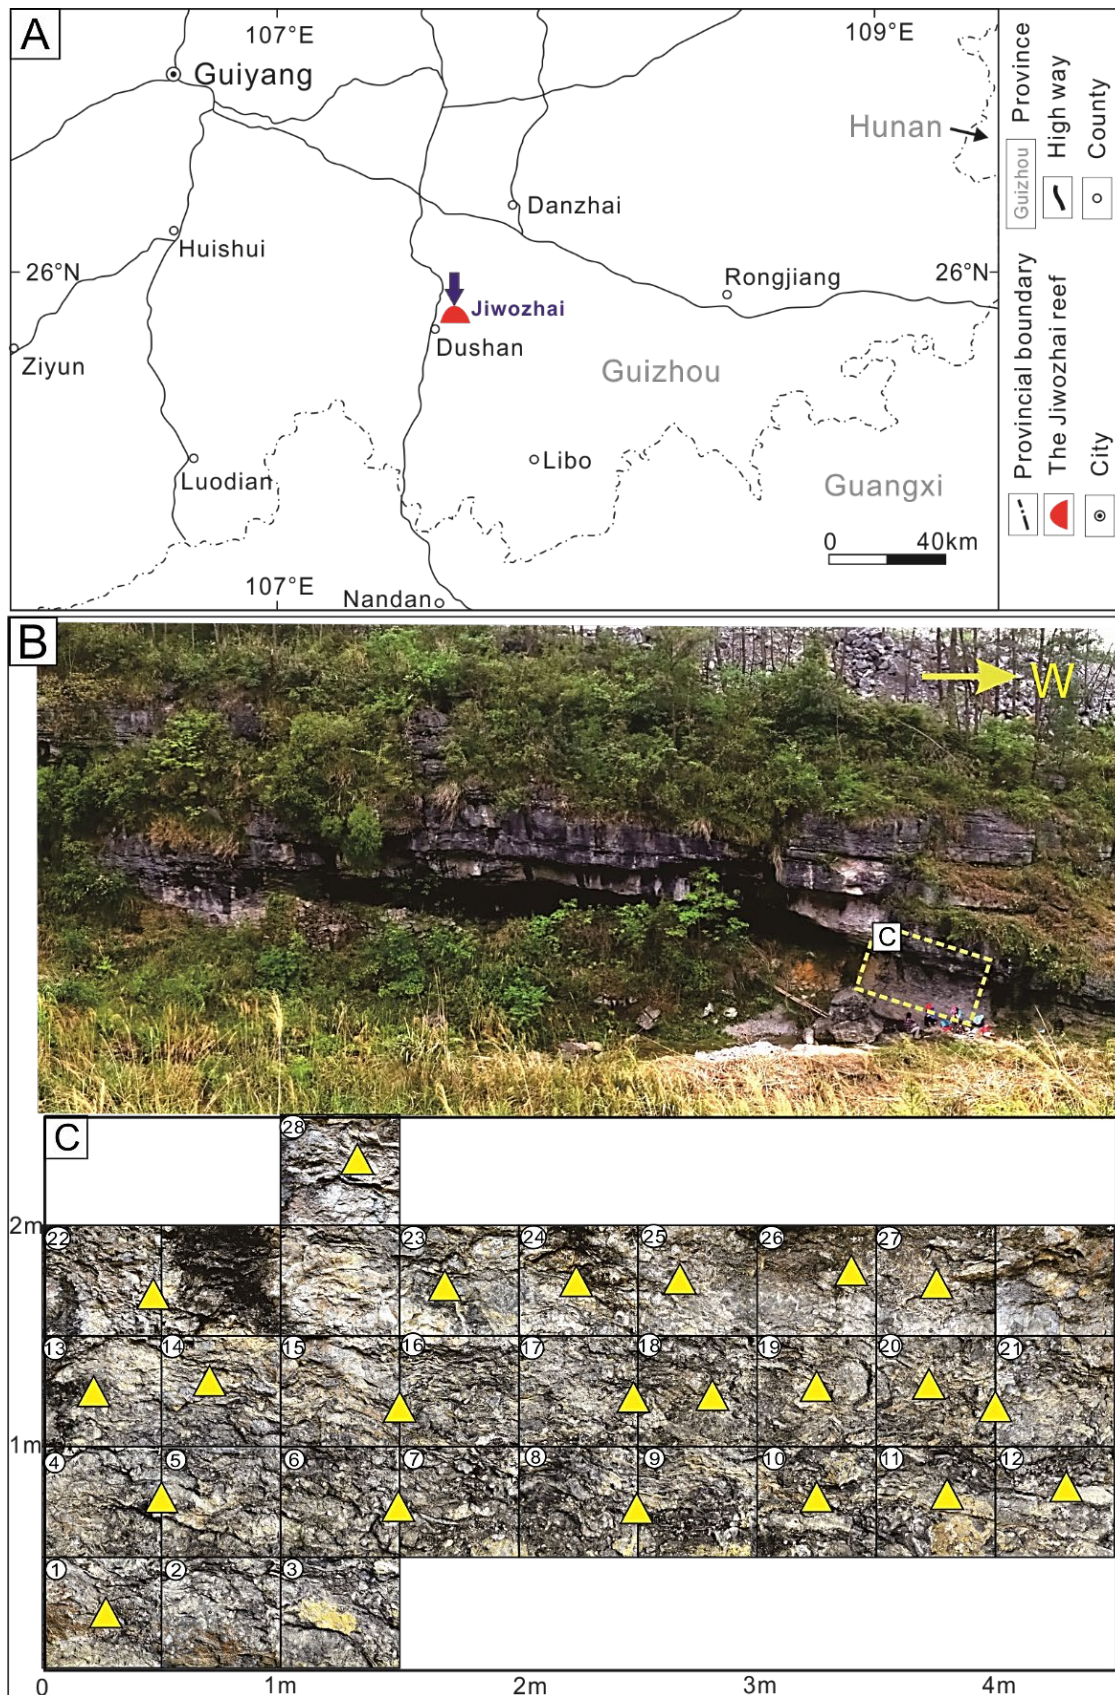 A
107°E
109°E
Guiyang
Hunan
Danzhai
Huishui
26°N
26°N
Rongjiang
Jiwozhai
Dushan
Ziyun
Guizhou
Libo
Luodian
Guangxi
0 40km
107°E
Nandan
Guizhou Province
High way
County
Provincial boundary
The Jiwozhai reef
City
B
W
C
C
28
2m
22 23 24 25 26 27
13 14 15 16 17 18 19 20 21
1m
4 5 6 7 8 9 10 11 12
1 2 3
0 1m 2m 3m 4m